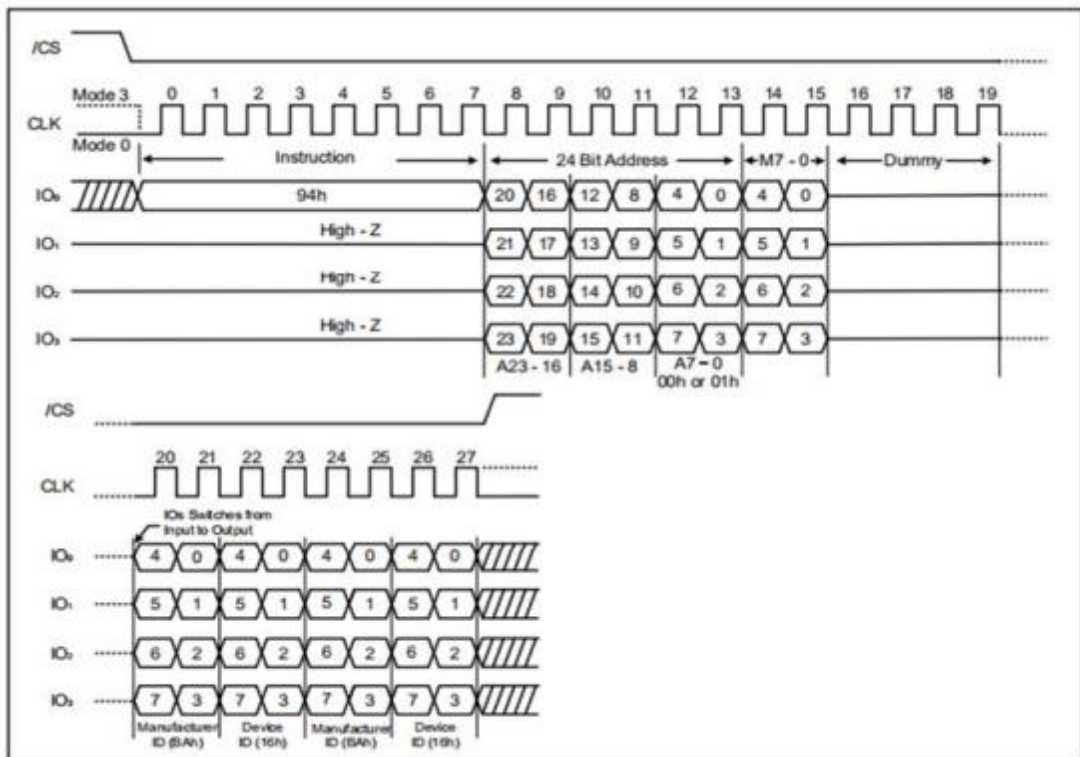 /CS
Mode 3 0 1 2 3 4 5 6 7 8 9 10 11 12 13 14 15 16 17 18 19
CLK
Mode 0
Instruction 24 Bit Address M7 - 0 Dummy
IO₀ 94h 20 16 12 8 4 0 4 0
High - Z
IO₁ 21 17 13 9 5 1 5 1
High - Z
IO₂ 22 18 14 10 6 2 6 2
High - Z
IO₃ 23 19 15 11 7 3 7 3
A23 - 16 A15 - 8 A7 – 0
00h or 01h
/CS
20 21 22 23 24 25 26 27
CLK
IOs Switches from
Input to Output
IO₀ 4 0 4 0 4 0 4 0
IO₁ 5 1 5 1 5 1 5 1
IO₂ 6 2 6 2 6 2 6 2
IO₃ 7 3 7 3 7 3 7 3
Manufacturer Device Manufacturer Device
ID (BAh) ID (16h) ID (BAh) ID (16h)